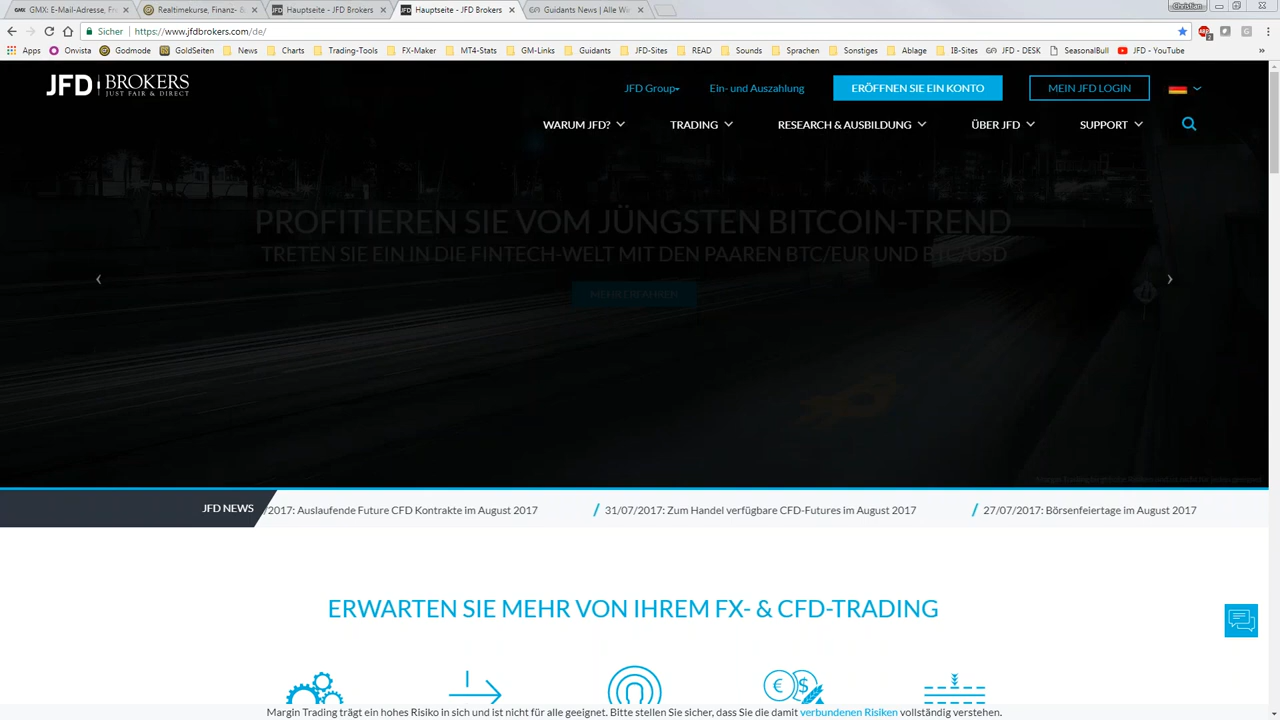 GMX: E-Mail-Adresse, Fr
Realtimekurse, Finanz- &
Hauptseite - JFD Brokers
Hauptseite - JFD Brokers
Guidants News | Alle Wi
Christian
Sicher
https://www.jfdbrokers.com/de/
Apps Onvista Godmode GoldSeiten News Charts Trading-Tools FX-Maker MT4-Stats GM-Links Guidants JFD-Sites READ Sounds Sprachen Sonstiges Ablage IB-Sites JFD - DESK SeasonalBull JFD - YouTube
JFD BROKERS
JUST FAIR & DIRECT
JFD Group Ein- und Auszahlung ERÖFFNEN SIE EIN KONTO MEIN JFD LOGIN
WARUM JFD? TRADING RESEARCH & AUSBILDUNG ÜBER JFD SUPPORT
PROFITIEREN SIE VOM JÜNGSTEN BITCOIN-TREND
TRETEN SIE EIN IN DIE FINTECH-WELT MIT DEN PAAREN BTC/EUR UND BTC/USD
MEHR ERFAHREN
JFD NEWS
/2017: Auslaufende Future CFD Kontrakte im August 2017
31/07/2017: Zum Handel verfügbare CFD-Futures im August 2017
27/07/2017: Börsenfeiertage im August 2017
ERWARTEN SIE MEHR VON IHREM FX- & CFD-TRADING
Margin Trading trägt ein hohes Risiko in sich und ist nicht für alle geeignet. Bitte stellen Sie sicher, dass Sie die damit verbundenen Risiken vollständig verstehen.